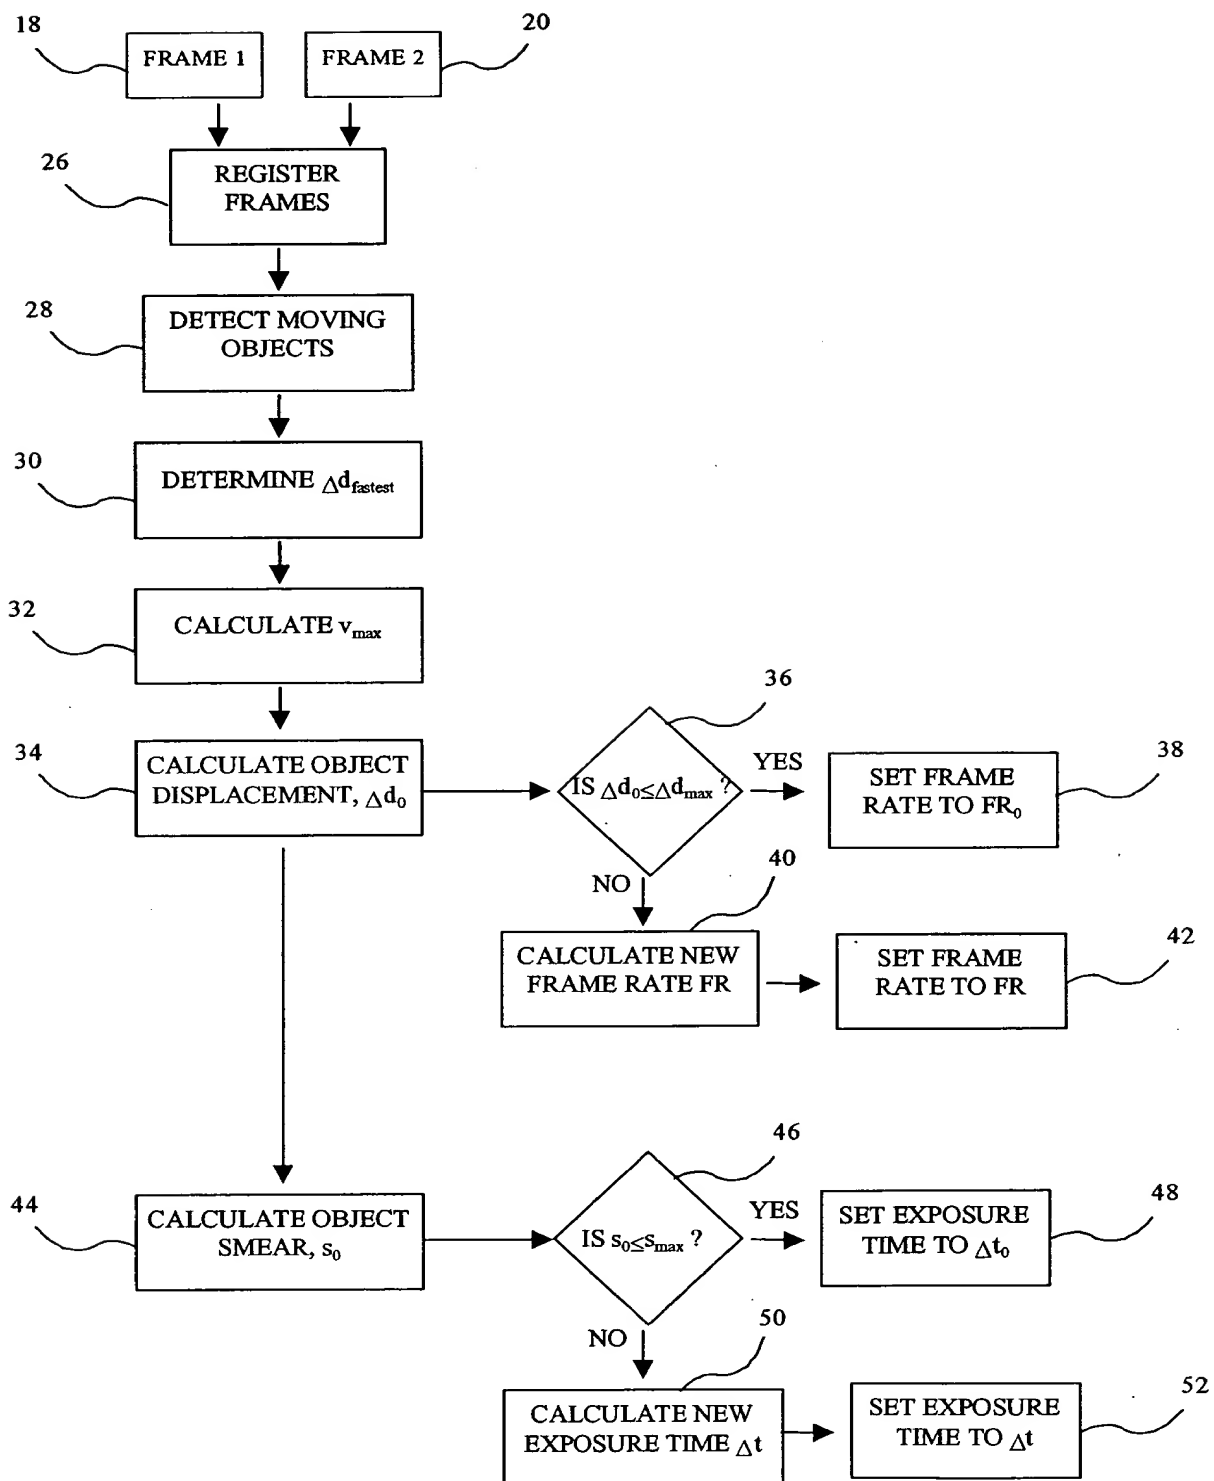 18
FRAME 1
FRAME 2
20
26
REGISTER
FRAMES
28
DETECT MOVING
OBJECTS
30
DETERMINE Δd_fastest
32
CALCULATE v_max
34
CALCULATE OBJECT
DISPLACEMENT, Δd₀
36
IS Δd₀≤Δd_max ?
YES
SET FRAME
RATE TO FR₀
38
NO
40
CALCULATE NEW
FRAME RATE FR
SET FRAME
RATE TO FR
42
44
CALCULATE OBJECT
SMEAR, s₀
46
IS s₀≤s_max ?
YES
SET EXPOSURE
TIME TO Δt₀
48
NO
50
CALCULATE NEW
EXPOSURE TIME Δt
SET EXPOSURE
TIME TO Δt
52